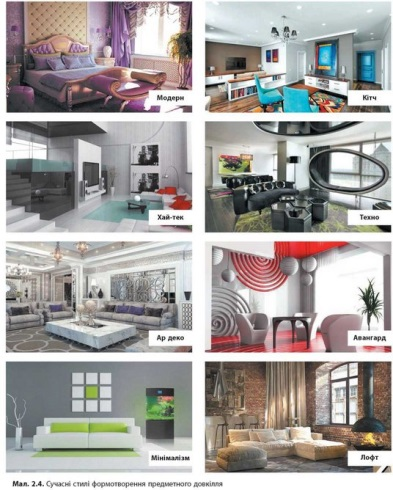 Модерн
Кітч
Хай-тек
Техно
Ар деко
Авангард
Мінімалізм
Лофт
Мал. 2.4. Сучасні стилі формотворення предметного довкілля